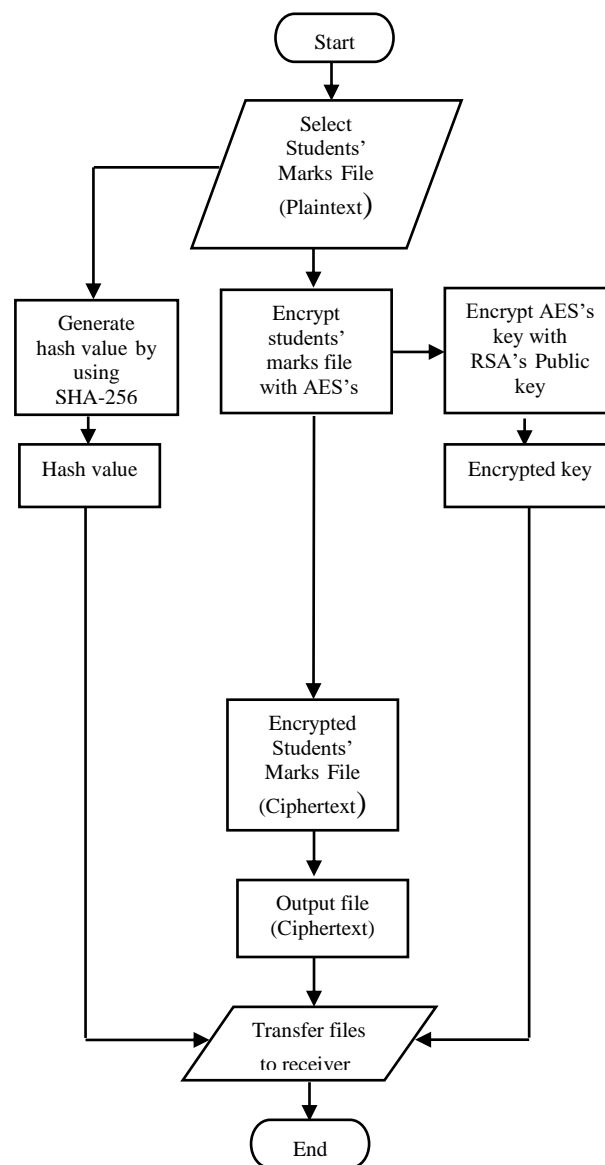 Start
Select
Students’
Marks File
(Plaintext)
Generate
hash value by
using
SHA-256
Encrypt
students’
marks file
with AES’s
Encrypt AES’s
key with
RSA’s Public
key
Hash value
Encrypted key
Encrypted
Students’
Marks File
(Ciphertext)
Output file
(Ciphertext)
Transfer files
to receiver
End